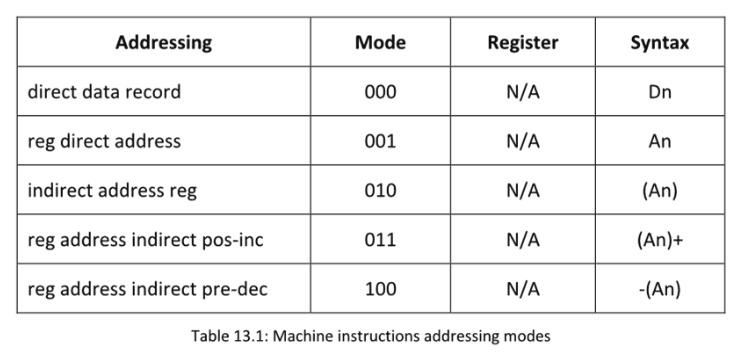 Addressing Mode Register Syntax
direct data record 000 N/A Dn
reg direct address 001 N/A An
indirect address reg 010 N/A (An)
reg address indirect pos-inc 011 N/A (An)+
reg address indirect pre-dec 100 N/A -(An)
Table 13.1: Machine instructions addressing modes